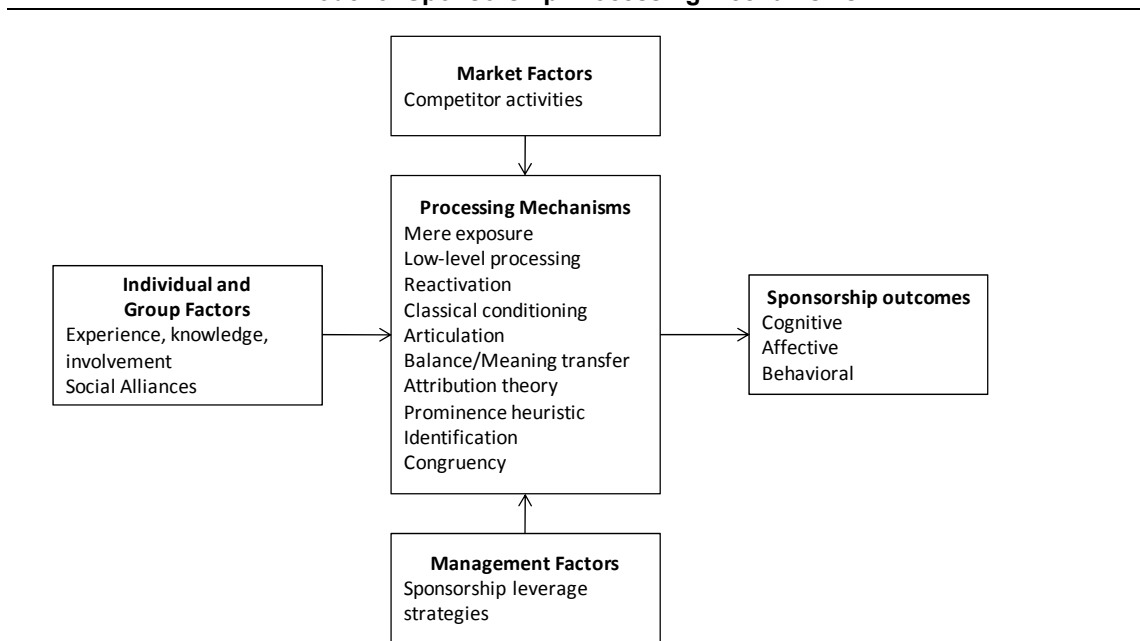 Market Factors
Competitor activities
Processing Mechanisms
Mere exposure
Low-level processing
Reactivation
Classical conditioning
Articulation
Balance/Meaning transfer
Attribution theory
Prominence heuristic
Identification
Congruency
Individual and
Group Factors
Experience, knowledge,
involvement
Social Alliances
Sponsorship outcomes
Cognitive
Affective
Behavioral
Management Factors
Sponsorship leverage
strategies